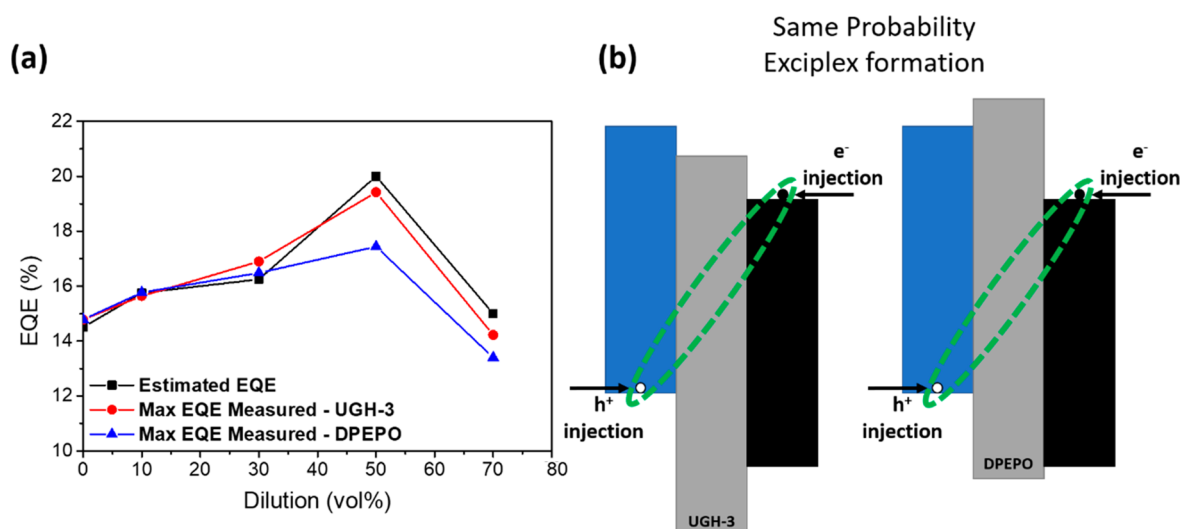 (a)
22
20
18
16
14
12
10
EQE (%)
0 10 20 30 40 50 60 70 80
Dilution (vol%)
Estimated EQE
Max EQE Measured - UGH-3
Max EQE Measured - DPEPO
(b)
Same Probability
Exciplex formation
e-
injection
h+
injection
UGH-3
e-
injection
h+
injection
DPEPO